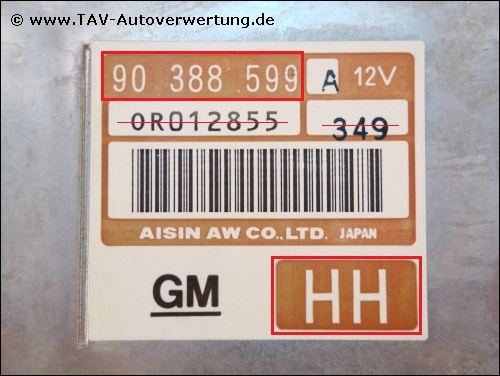 © www.TAV-Autoverwertung.de
90 388 599 A 12V
0R012855 349
AISIN AW CO., LTD. JAPAN
GM HH